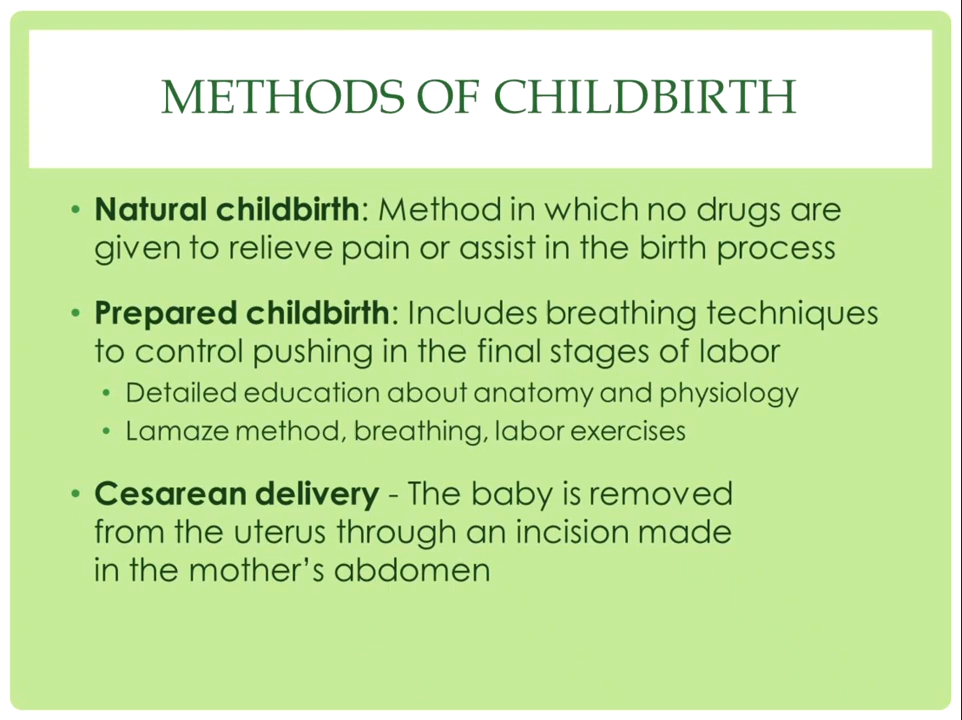 METHODS OF CHILDBIRTH
• Natural childbirth: Method in which no drugs are
given to relieve pain or assist in the birth process
• Prepared childbirth: Includes breathing techniques
to control pushing in the final stages of labor
• Detailed education about anatomy and physiology
• Lamaze method, breathing, labor exercises
• Cesarean delivery - The baby is removed
from the uterus through an incision made
in the mother’s abdomen